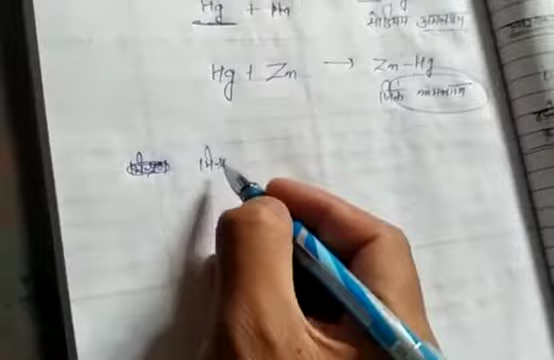 Hg +
सोडियम अमलगम
Hg + Zn → Zn-Hg
जिंक अमलगम
मिश्र